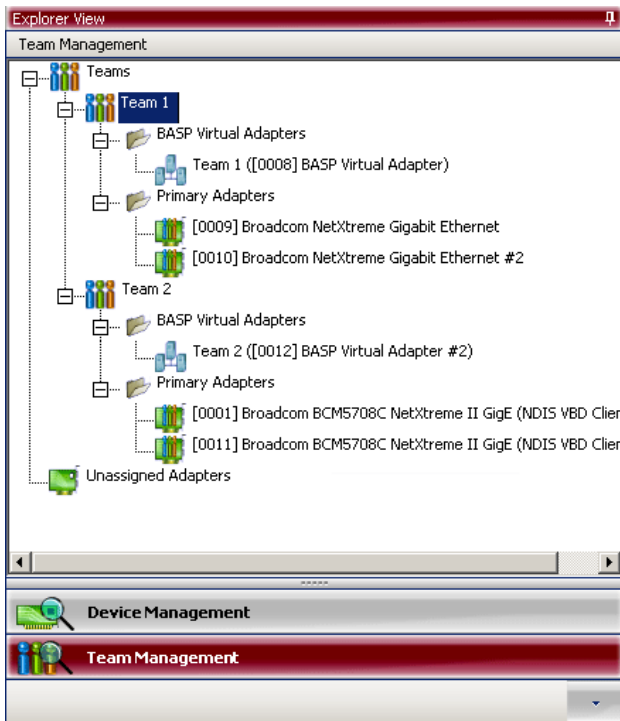 Explorer View
Team Management
Teams
Team 1
BASP Virtual Adapters
Team 1 ([0008] BASP Virtual Adapter)
Primary Adapters
[0009] Broadcom NetXtreme Gigabit Ethernet
[0010] Broadcom NetXtreme Gigabit Ethernet #2
Team 2
BASP Virtual Adapters
Team 2 ([0012] BASP Virtual Adapter #2)
Primary Adapters
[0001] Broadcom BCM5708C NetXtreme II GigE (NDIS VBD Clier
[0011] Broadcom BCM5708C NetXtreme II GigE (NDIS VBD Clier
Unassigned Adapters
Device Management
Team Management